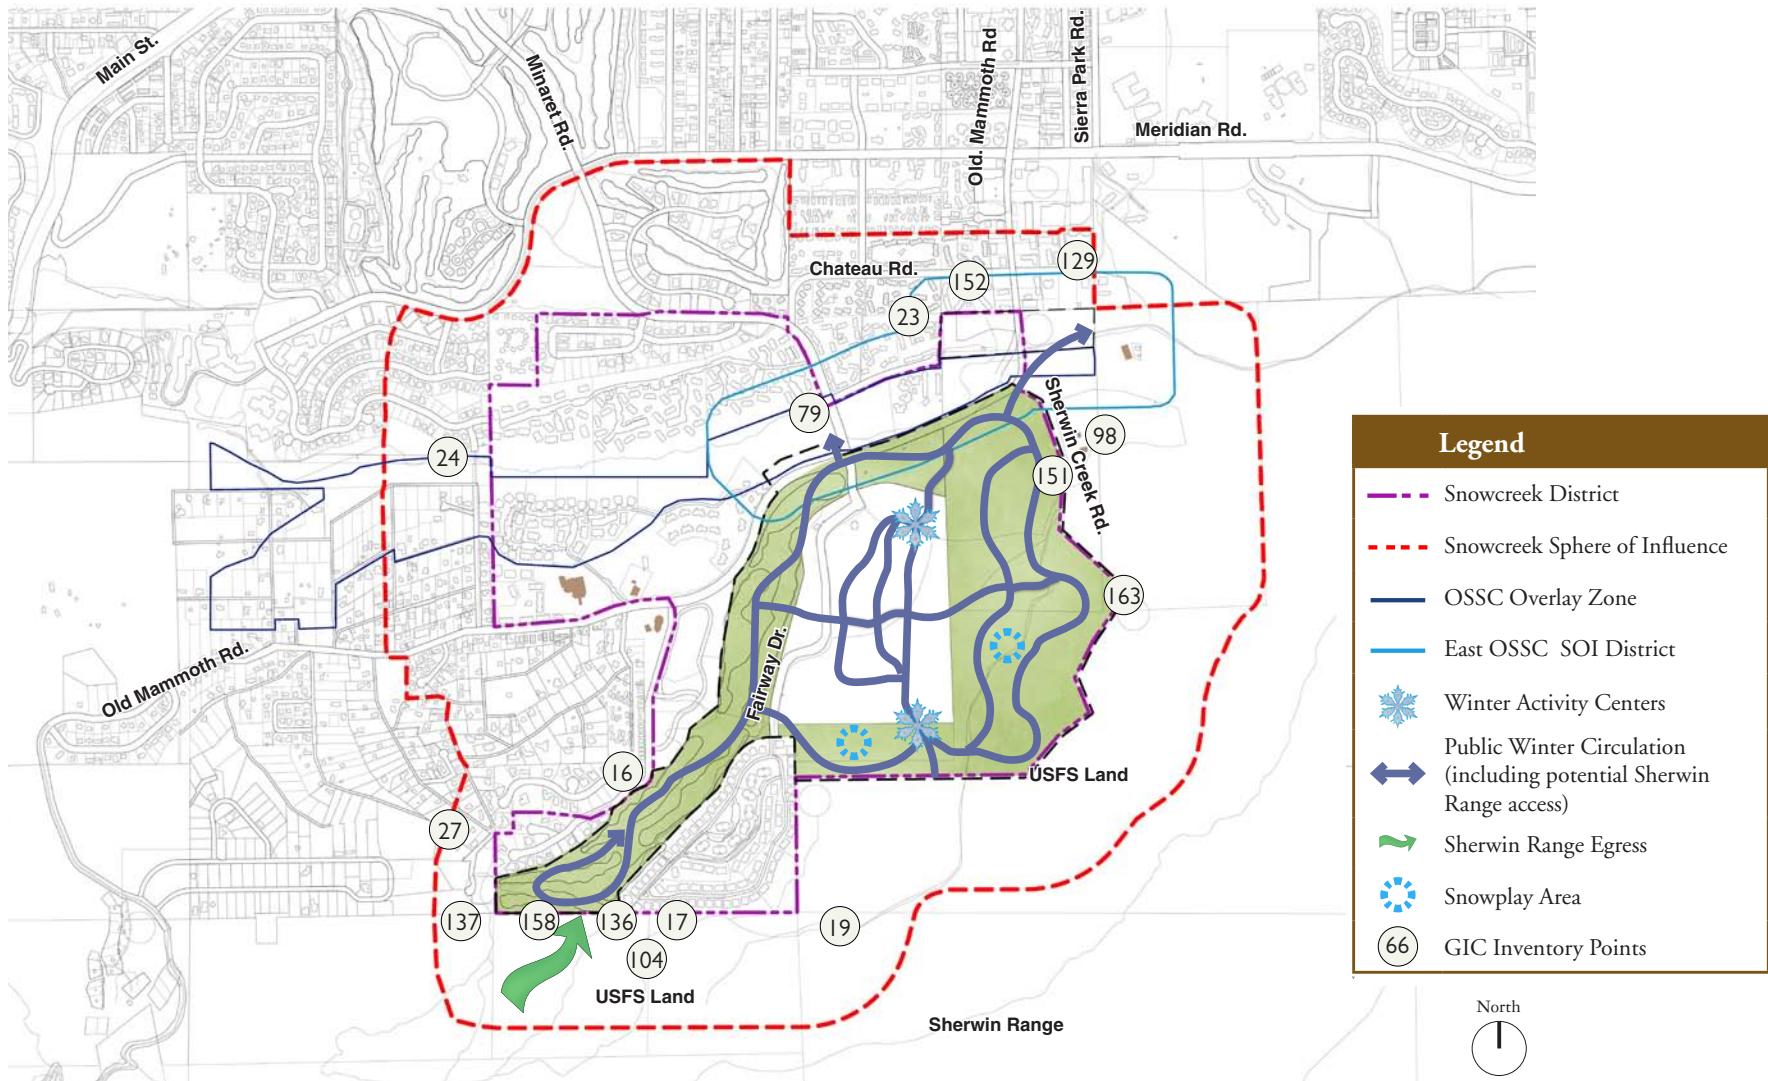 Main St.
Minaret Rd.
Old. Mammoth Rd
Sierra Park Rd.
Meridian Rd.
Chateau Rd.
129
152
23
79
Sherwin Creek Rd.
98
24
151
163
Old Mammoth Rd.
Fairway Dr.
16
USFS Land
27
137
158
136
17
19
104
USFS Land
Sherwin Range
Legend
Snowcreek District
Snowcreek Sphere of Influence
OSSC Overlay Zone
East OSSC SOI District
Winter Activity Centers
Public Winter Circulation
(including potential Sherwin
Range access)
Sherwin Range Egress
Snowplay Area
66 GIC Inventory Points
North